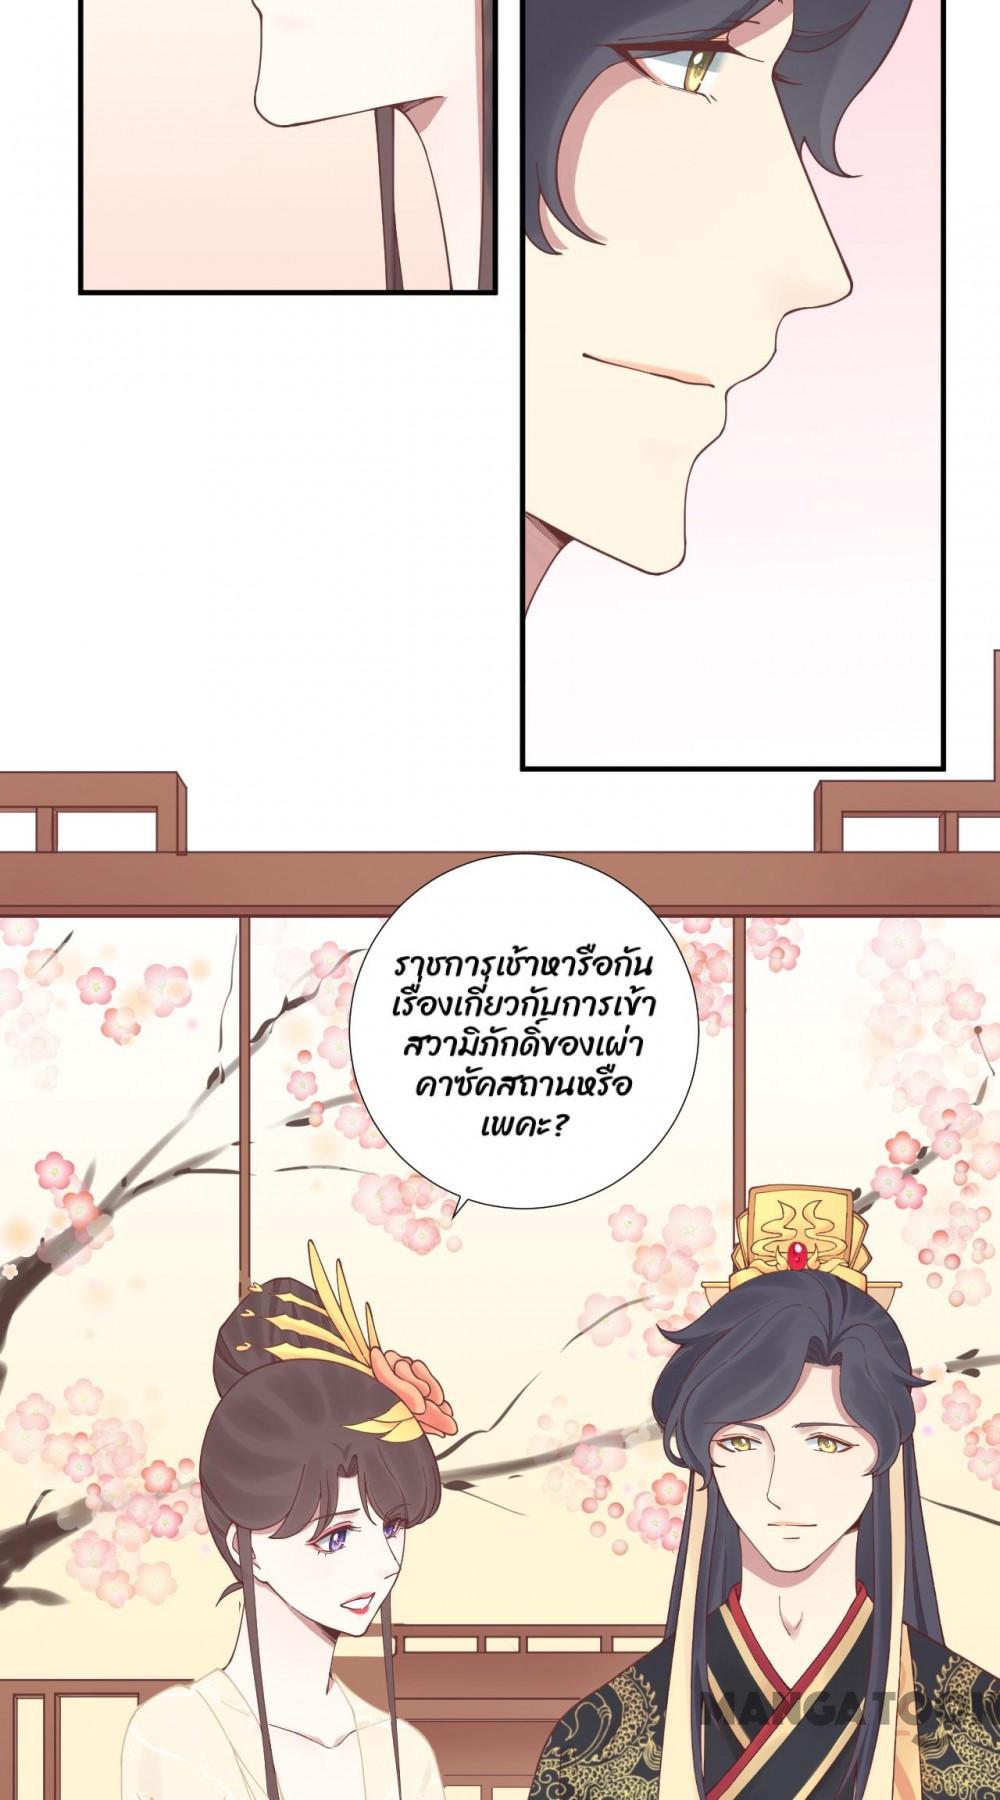 ราชการเช้าหารือกัน
เรื่องเกี่ยวกับการเข้า
สวามิภักดิ์ของเผ่า
คาซัคสถานหรือ
เพคะ?
MANGATOON